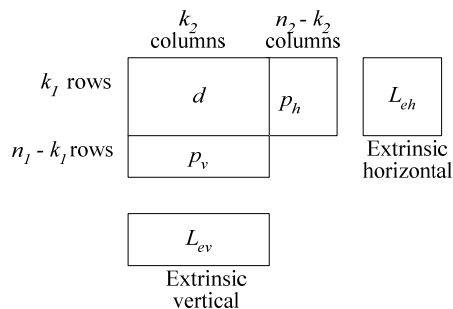 k2 columns
n2 - k2 columns
k1 rows
d
ph
Leh
n1 - k1 rows
pv
Extrinsic
horizontal
Lev
Extrinsic
vertical